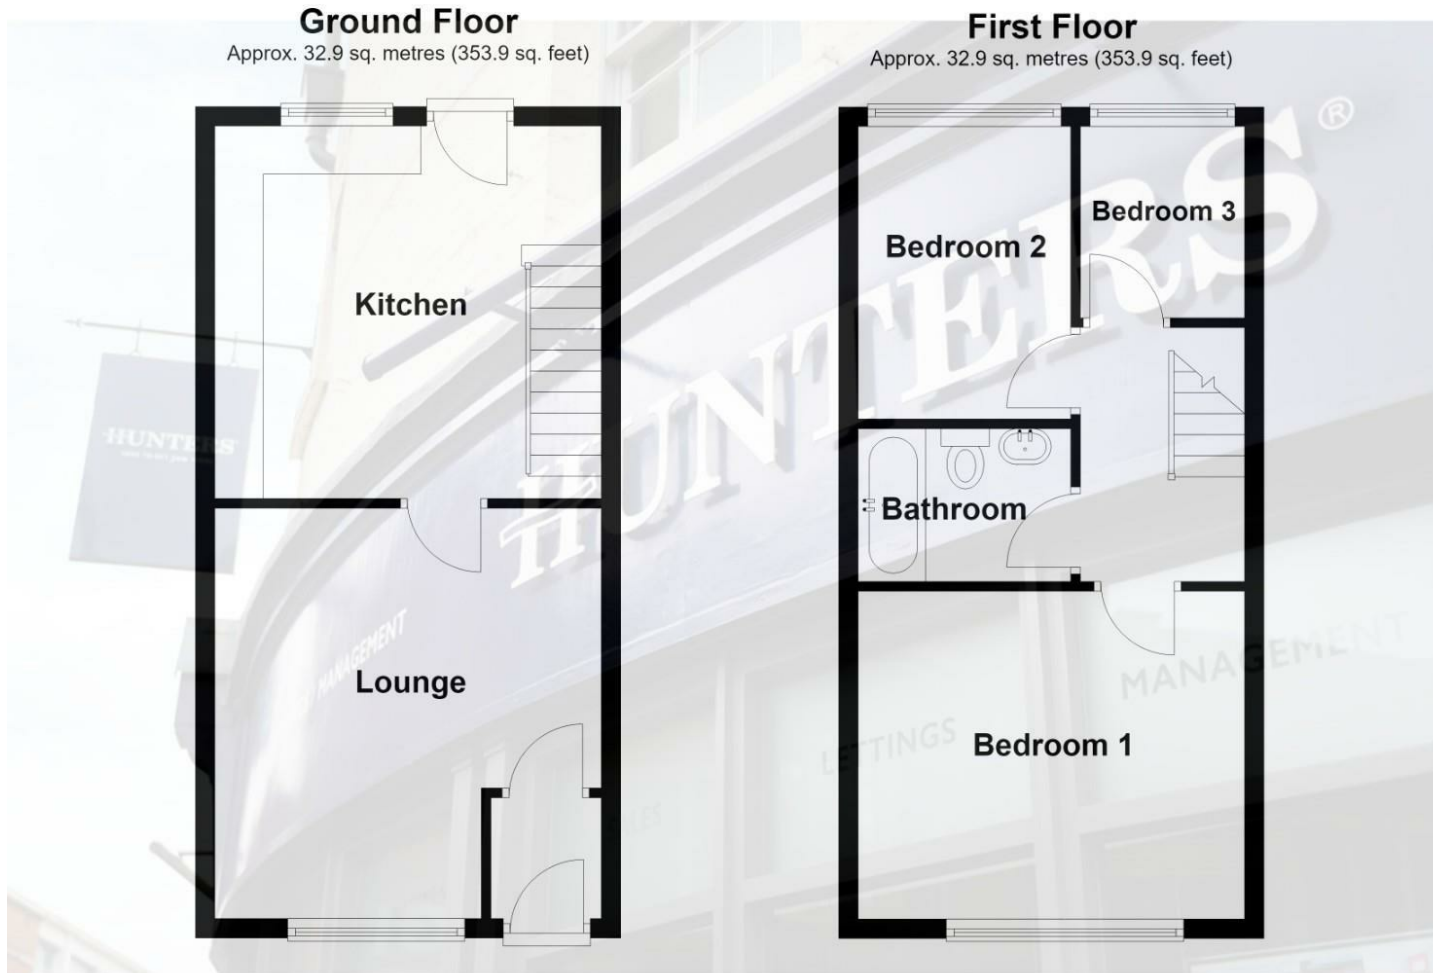 Ground Floor
Approx. 32.9 sq. metres (353.9 sq. feet)
First Floor
Approx. 32.9 sq. metres (353.9 sq. feet)
®
Bedroom 3
Bedroom 2
Kitchen
HUNTERS
HUNTERS
Bathroom
MANAGEMENT
MANAGEMENT
Lounge
LETTINGS
Bedroom 1